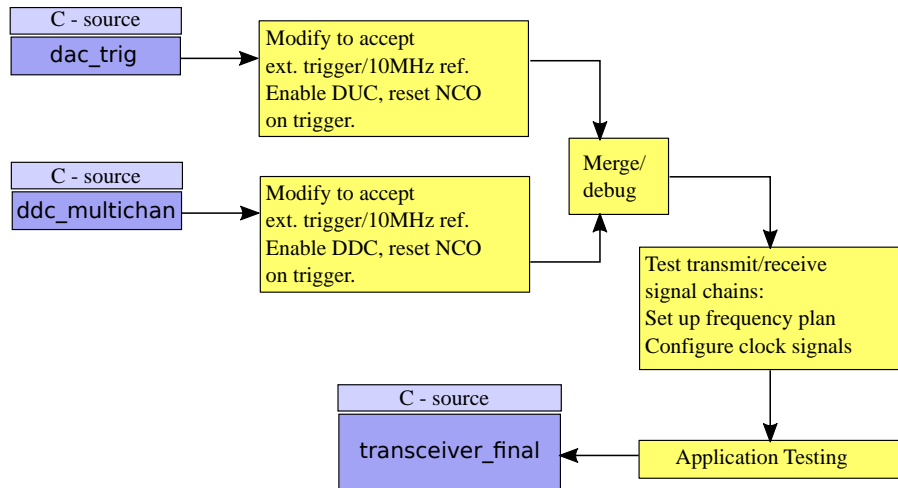 C - source
dac_trig
Modify to accept
ext. trigger/10MHz ref.
Enable DUC, reset NCO
on trigger.
C - source
ddc_multichan
Modify to accept
ext. trigger/10MHz ref.
Enable DDC, reset NCO
on trigger.
Merge/
debug
Test transmit/receive
signal chains:
Set up frequency plan
Configure clock signals
Application Testing
C - source
transceiver_final